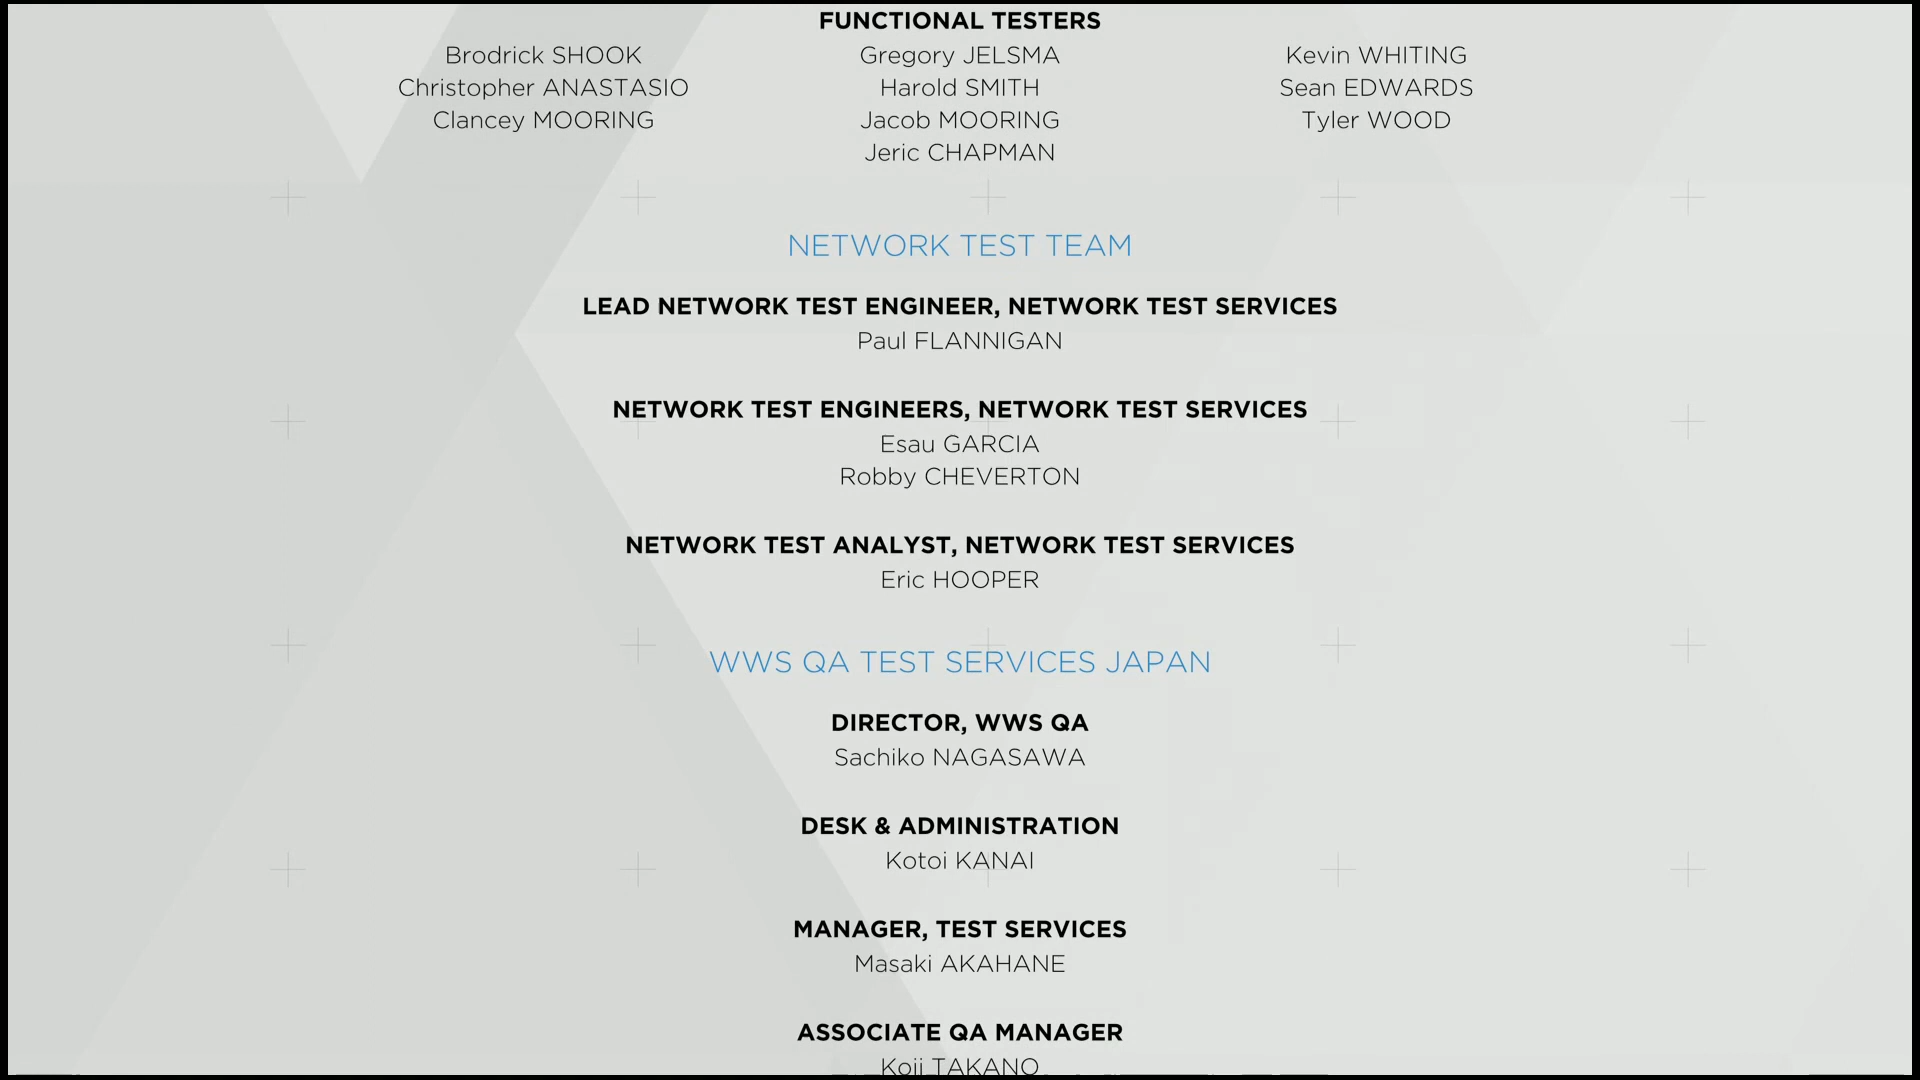 FUNCTIONAL TESTERS
Brodrick SHOOK Gregory JELSMA Kevin WHITING
Christopher ANASTASIO Harold SMITH Sean EDWARDS
Clancey MOORING Jacob MOORING Tyler WOOD
Jeric CHAPMAN
NETWORK TEST TEAM
LEAD NETWORK TEST ENGINEER, NETWORK TEST SERVICES
Paul FLANNIGAN
NETWORK TEST ENGINEERS, NETWORK TEST SERVICES
Esau GARCIA
Robby CHEVERTON
NETWORK TEST ANALYST, NETWORK TEST SERVICES
Eric HOOPER
WWS QA TEST SERVICES JAPAN
DIRECTOR, WWS QA
Sachiko NAGASAWA
DESK & ADMINISTRATION
Kotoi KANAI
MANAGER, TEST SERVICES
Masaki AKAHANE
ASSOCIATE QA MANAGER
Koji TAKANO